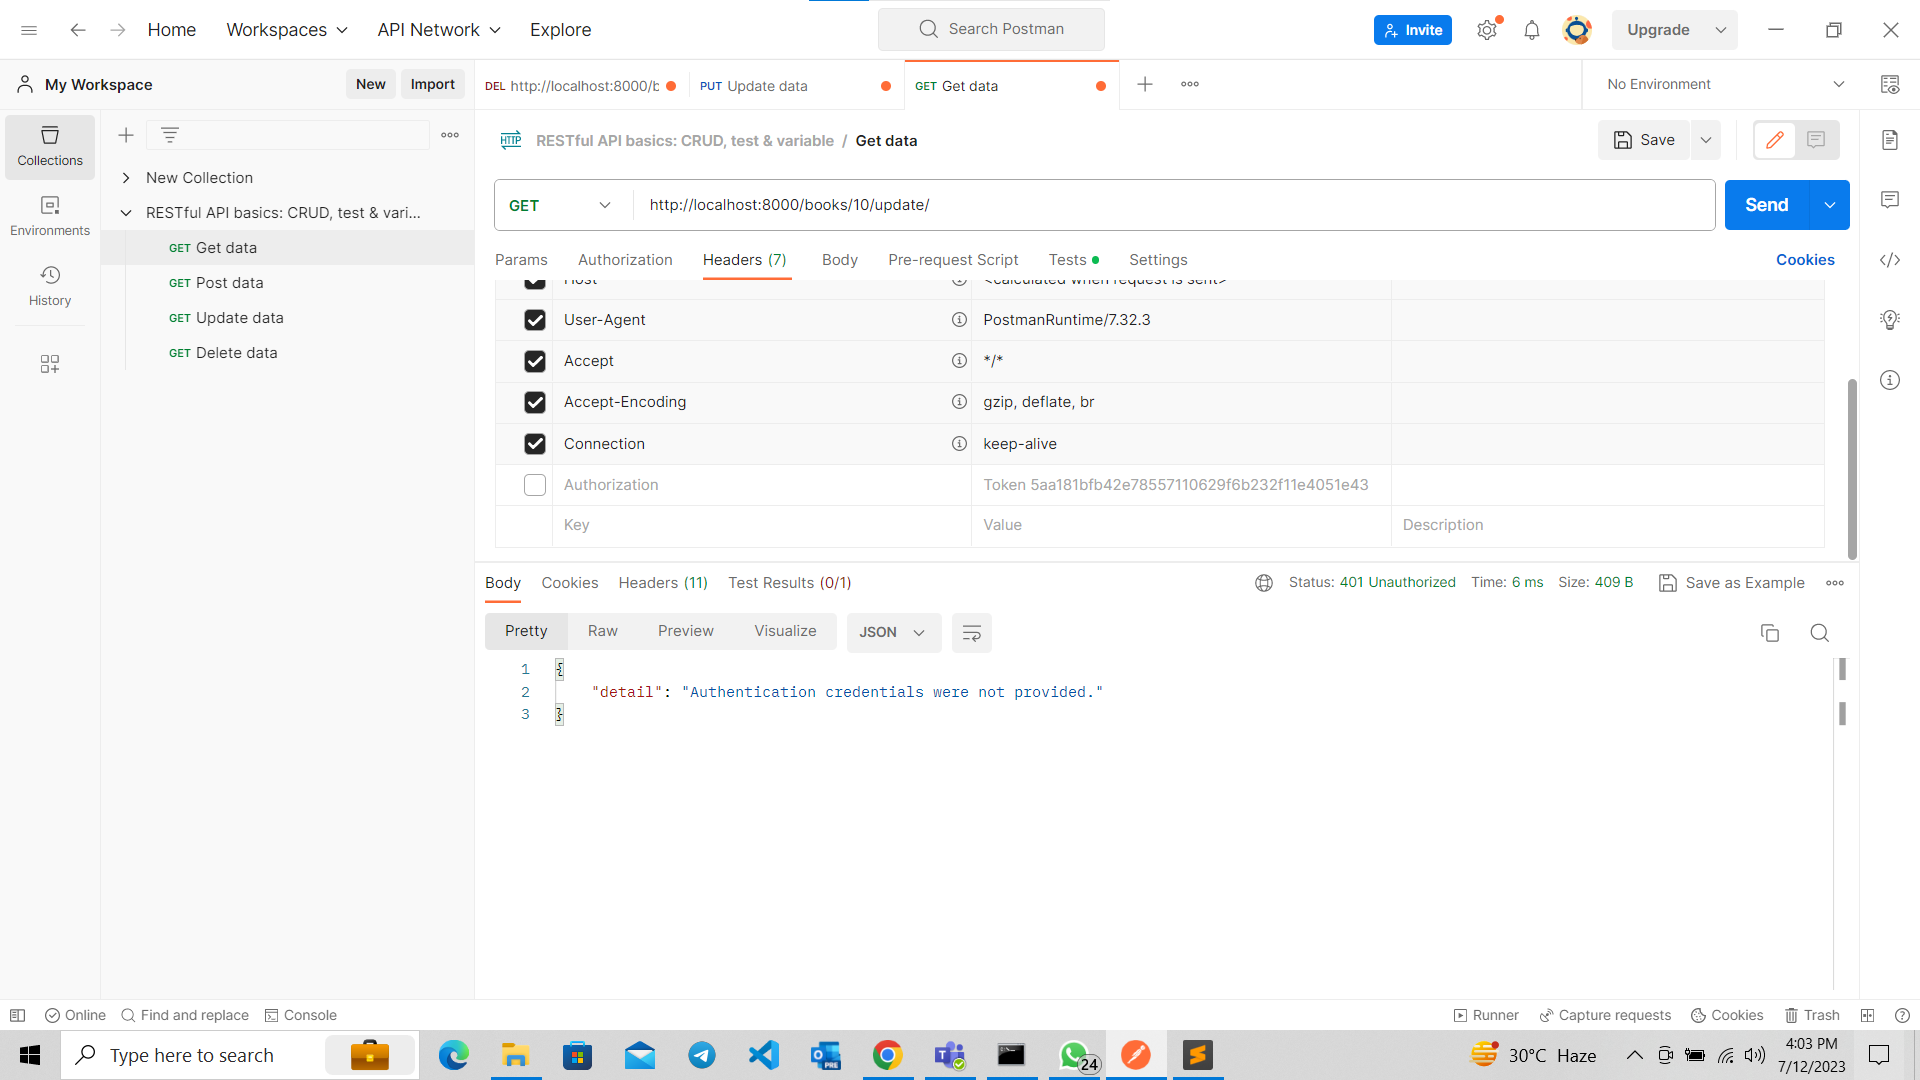 Home
Workspaces
API Network
Explore
Search Postman
Invite
Upgrade
My Workspace
New
Import
DEL http://localhost:8000/b
PUT Update data
GET Get data
No Environment
Collections
Environments
History
New Collection
RESTful API basics: CRUD, test & vari...
GET Get data
GET Post data
GET Update data
GET Delete data
HTTP RESTful API basics: CRUD, test & variable / Get data
Save
GET
http://localhost:8000/books/10/update/
Send
Params
Authorization
Headers (7)
Body
Pre-request Script
Tests
Settings
Cookies
Host <calculated when request is sent>
User-Agent PostmanRuntime/7.32.3
Accept */*
Accept-Encoding gzip, deflate, br
Connection keep-alive
Authorization Token 5aa181bfb42e78557110629f6b232f11e4051e43
Key Value Description
Body
Cookies
Headers (11)
Test Results (0/1)
Status: 401 Unauthorized Time: 6 ms Size: 409 B
Save as Example
Pretty
Raw
Preview
Visualize
JSON
1 {
2 "detail": "Authentication credentials were not provided."
3 }
Online
Find and replace
Console
Runner
Capture requests
Cookies
Trash
Type here to search
PRE
24
30°C Haze
4:03 PM
7/12/2023